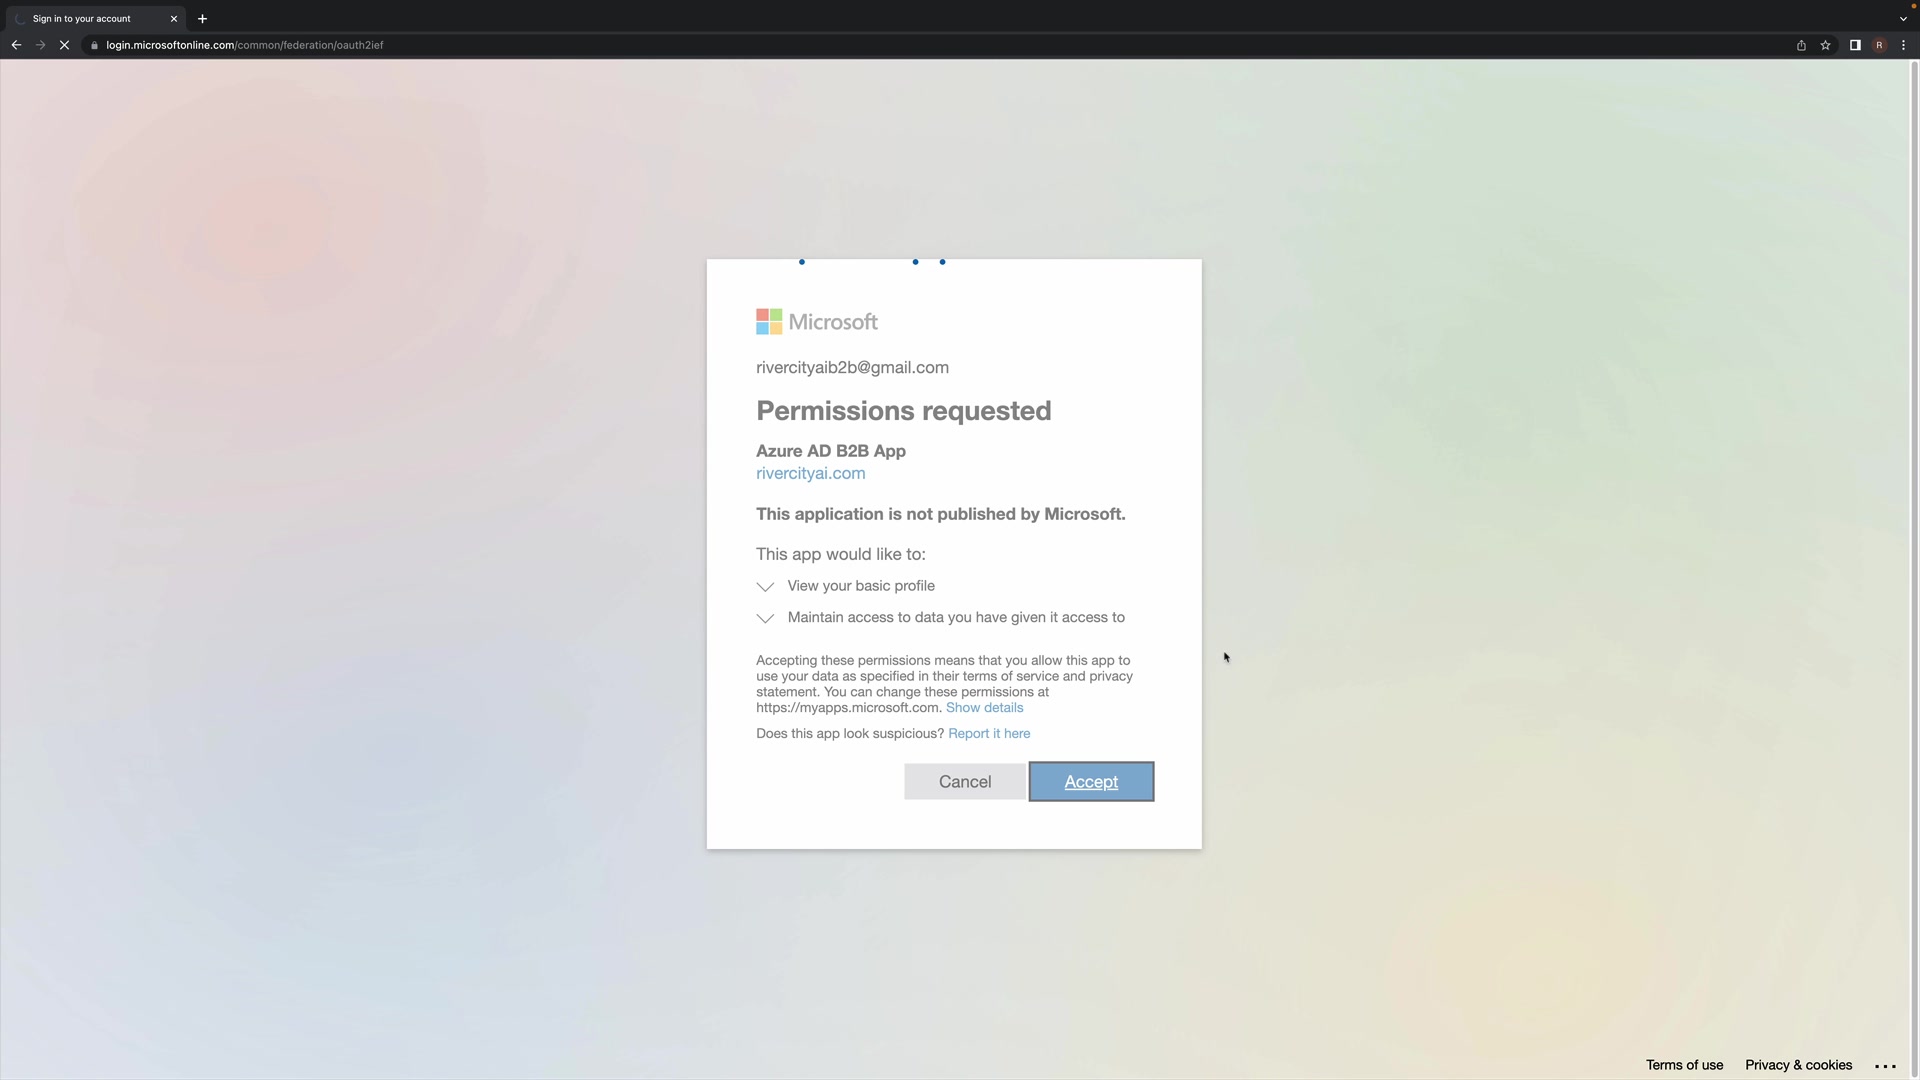 Sign in to your account
login.microsoftonline.com/common/federation/oauth2ief
R
Microsoft
rivercityaib2b@gmail.com
Permissions requested
Azure AD B2B App
rivercityai.com
This application is not published by Microsoft.
This app would like to:
View your basic profile
Maintain access to data you have given it access to
Accepting these permissions means that you allow this app to
use your data as specified in their terms of service and privacy
statement. You can change these permissions at
https://myapps.microsoft.com. Show details
Does this app look suspicious? Report it here
Cancel Accept
Terms of use Privacy & cookies